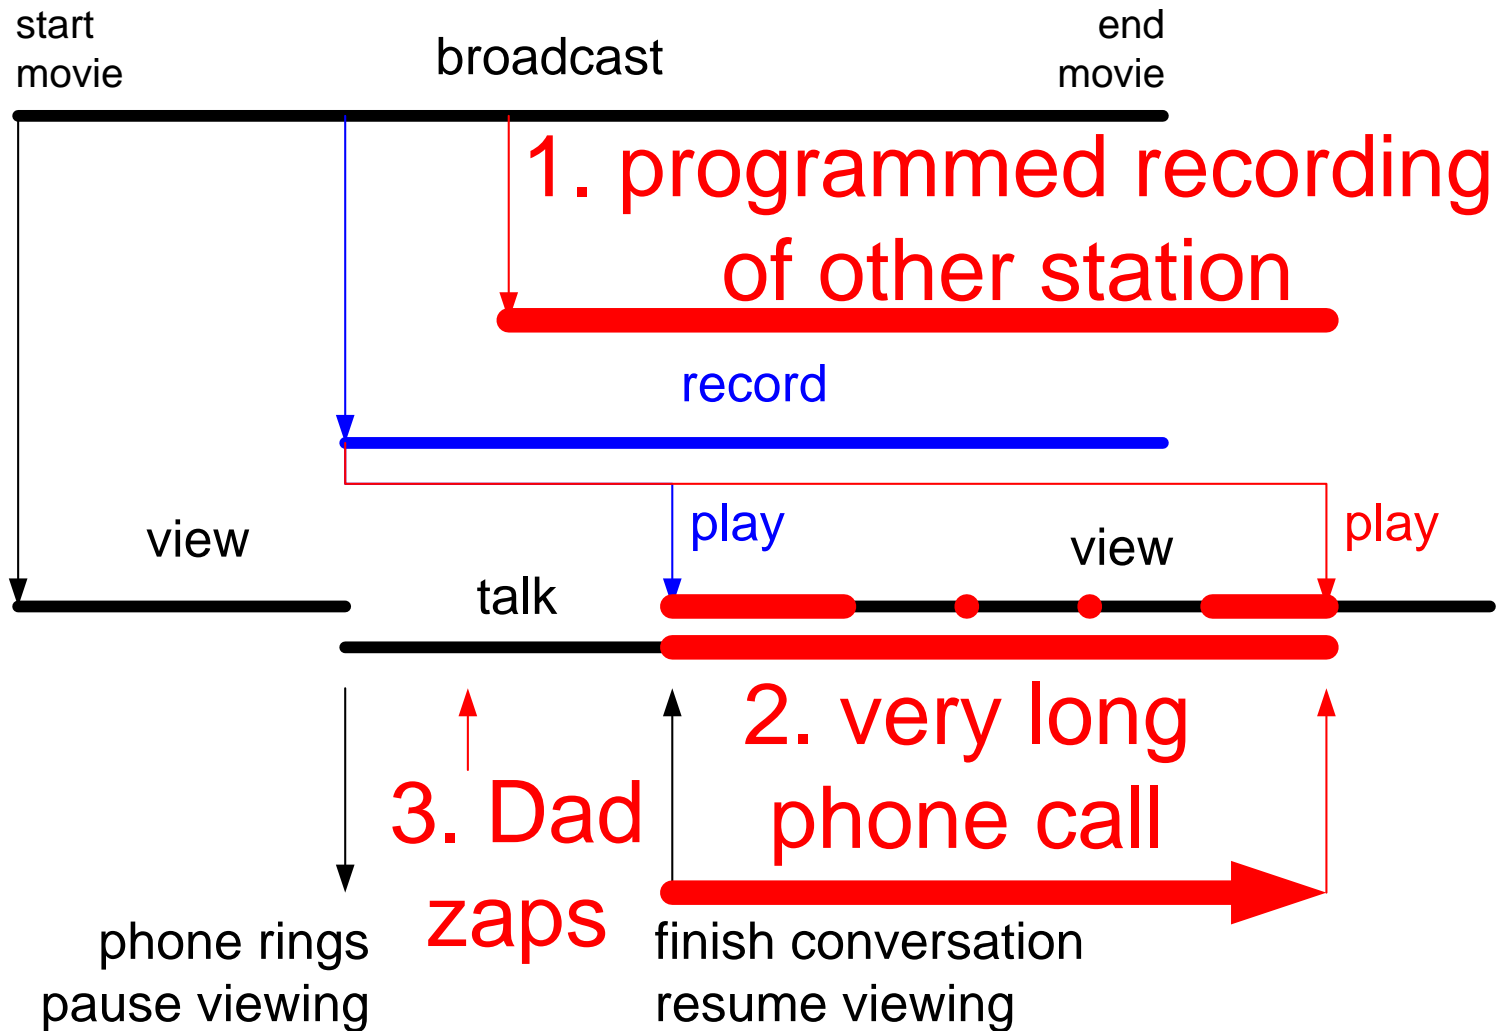 start
movie
broadcast
end
movie
1. programmed recording
of other station
record
play
play
view
view
talk
2. very long
phone call
3. Dad
zaps
phone rings
pause viewing
finish conversation
resume viewing